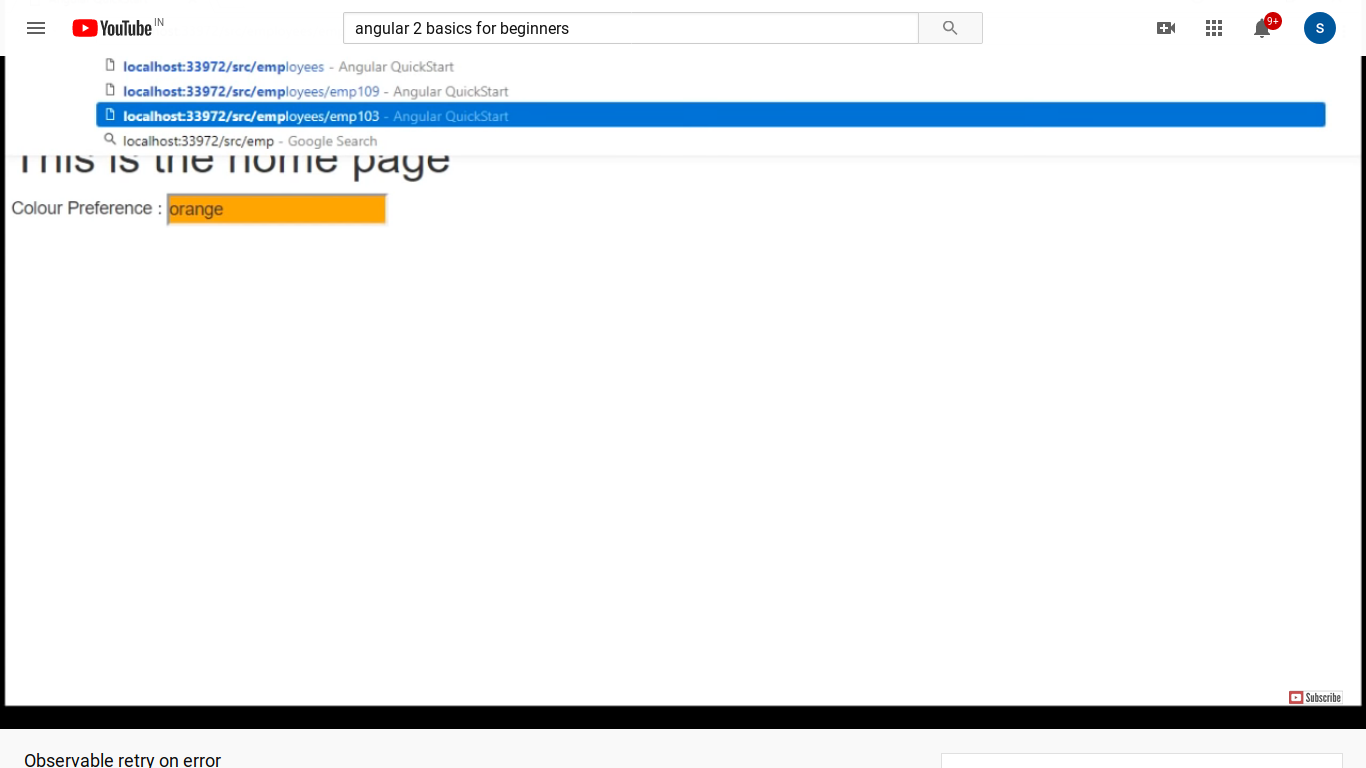 YouTube IN
angular 2 basics for beginners
9+
S
localhost:33972/src/employees - Angular QuickStart
localhost:33972/src/employees/emp109 - Angular QuickStart
localhost:33972/src/employees/emp103 - Angular QuickStart
localhost:33972/src/emp - Google Search
This is the home page
Colour Preference : orange
Subscribe
Observable retry on error